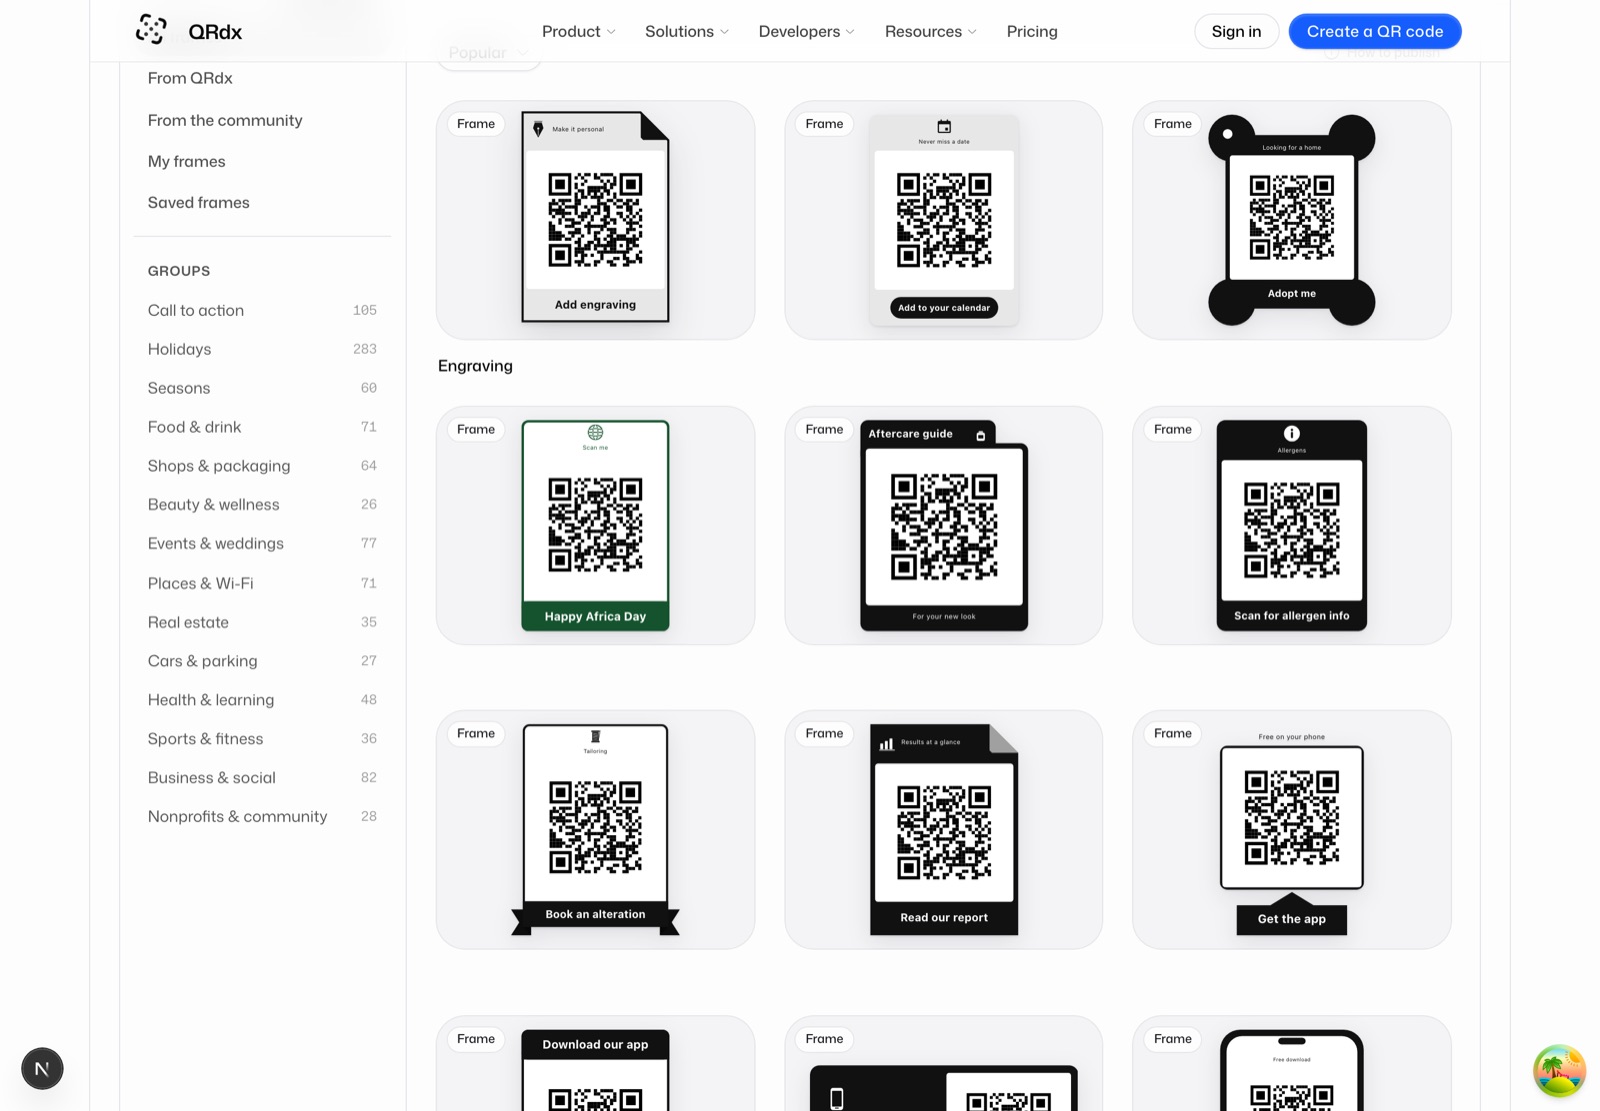 QRdx
Product
Solutions
Developers
Resources
Pricing
Sign in
Create a QR code
Popular
How to publish
From QRdx
From the community
My frames
Saved frames
GROUPS
Call to action 105
Holidays 283
Seasons 60
Food & drink 71
Shops & packaging 64
Beauty & wellness 26
Events & weddings 77
Places & Wi-Fi 71
Real estate 35
Cars & parking 27
Health & learning 48
Sports & fitness 36
Business & social 82
Nonprofits & community 28
Frame
Make it personal
Add engraving
Engraving
Frame
Never miss a date
Add to your calendar
Frame
Looking for a home
Adopt me
Frame
Scan me
Happy Africa Day
Frame
Aftercare guide
For your new look
Frame
Allergens
Scan for allergen info
Frame
Tailoring
Book an alteration
Frame
Results at a glance
Read our report
Frame
Free on your phone
Get the app
Frame
Download our app
Frame
Frame
Free download
N